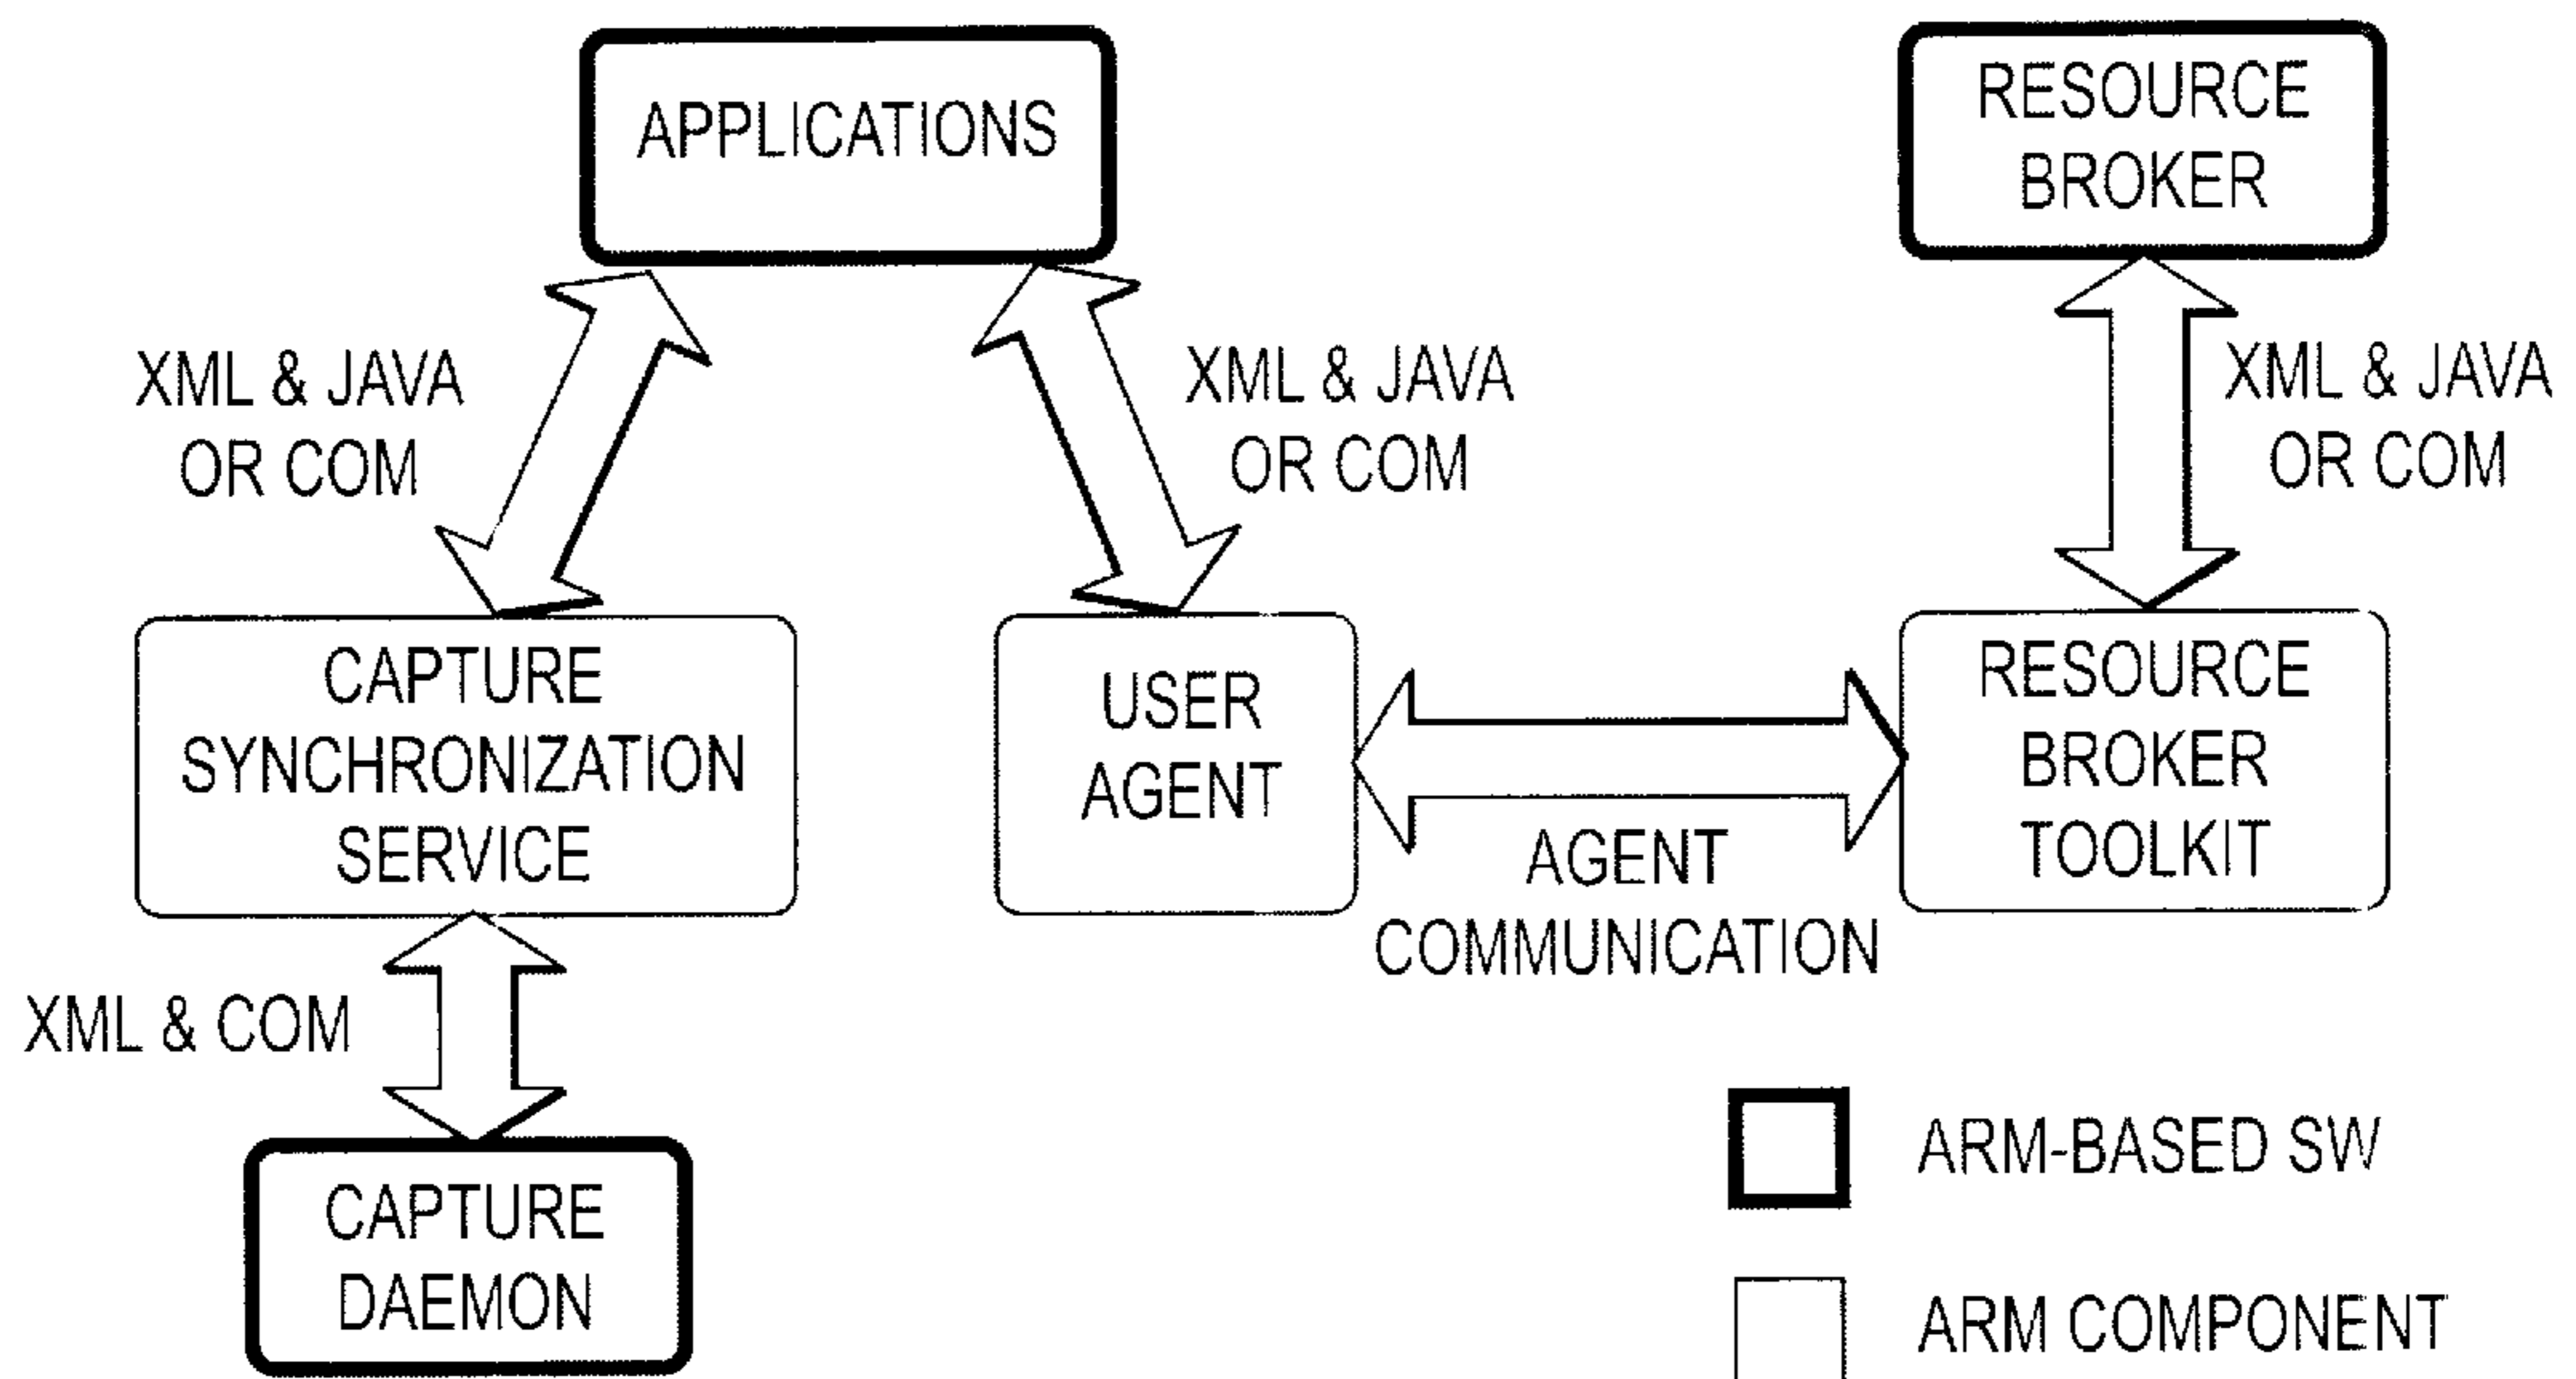 APPLICATIONS
RESOURCE
BROKER
XML & JAVA
OR COM
XML & JAVA
OR COM
XML & JAVA
OR COM
CAPTURE
SYNCHRONIZATION
SERVICE
USER
AGENT
RESOURCE
BROKER
TOOLKIT
AGENT
COMMUNICATION
XML & COM
CAPTURE
DAEMON
ARM-BASED SW
ARM COMPONENT